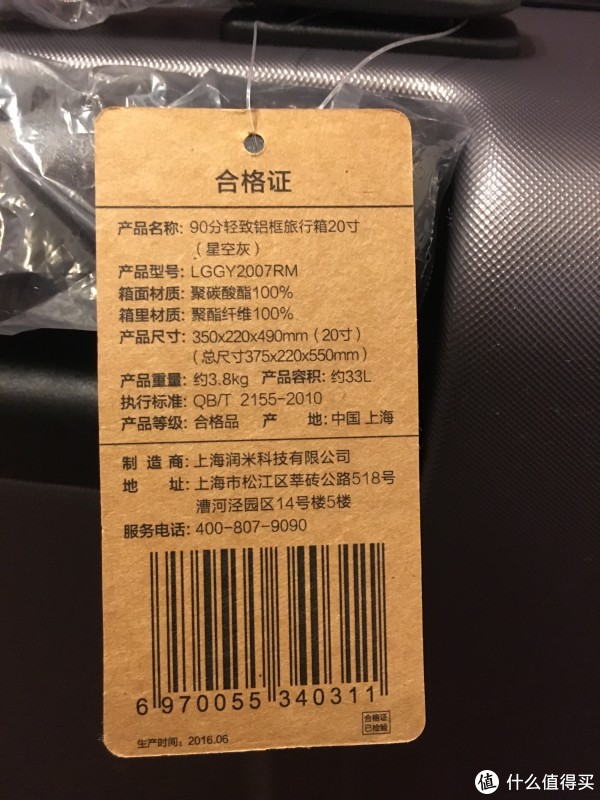 合格证
产品名称: 90分轻致铝框旅行箱20寸
（星空灰）
产品型号: LGGY2007RM
箱面材质: 聚碳酸酯100%
箱里材质: 聚酯纤维100%
产品尺寸: 350x220x490mm（20寸）
（总尺寸375x220x550mm）
产品重量: 约3.8kg 产品容积: 约33L
执行标准: QB/T 2155-2010
产品等级: 合格品 产 地: 中国 上海
制 造 商: 上海润米科技有限公司
地 址: 上海市松江区莘砖公路518号
漕河泾园区14号楼5楼
服务电话: 400-807-9090
6 970055 340311
合格证
已检验
生产时间: 2016.06
值 什么值得买